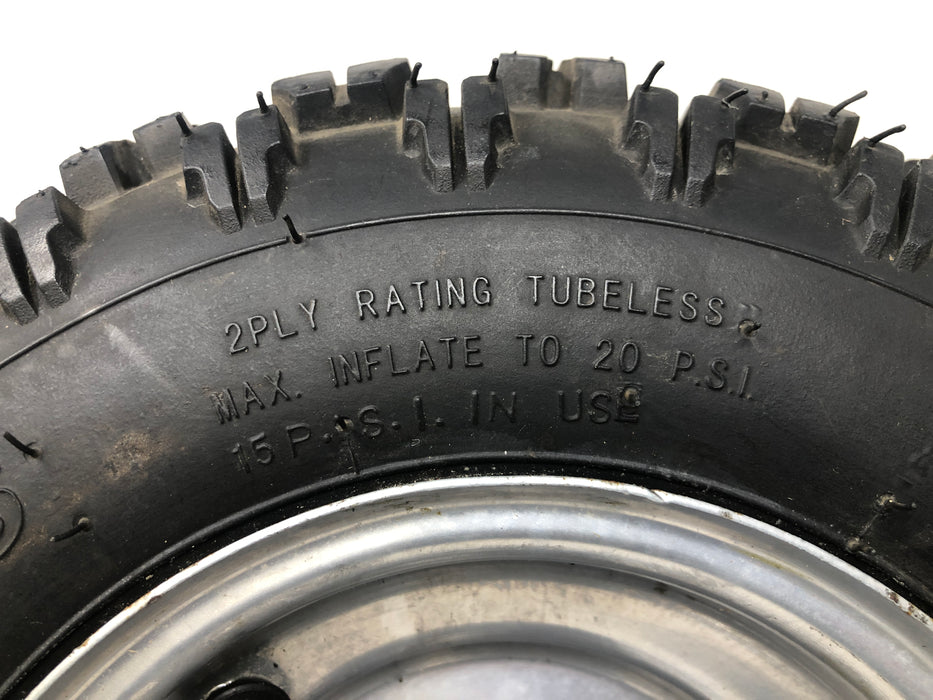 2PLY RATING TUBELESS
MAX. INFLATE TO 20 P.S.I.
15 P.S.I. IN USE